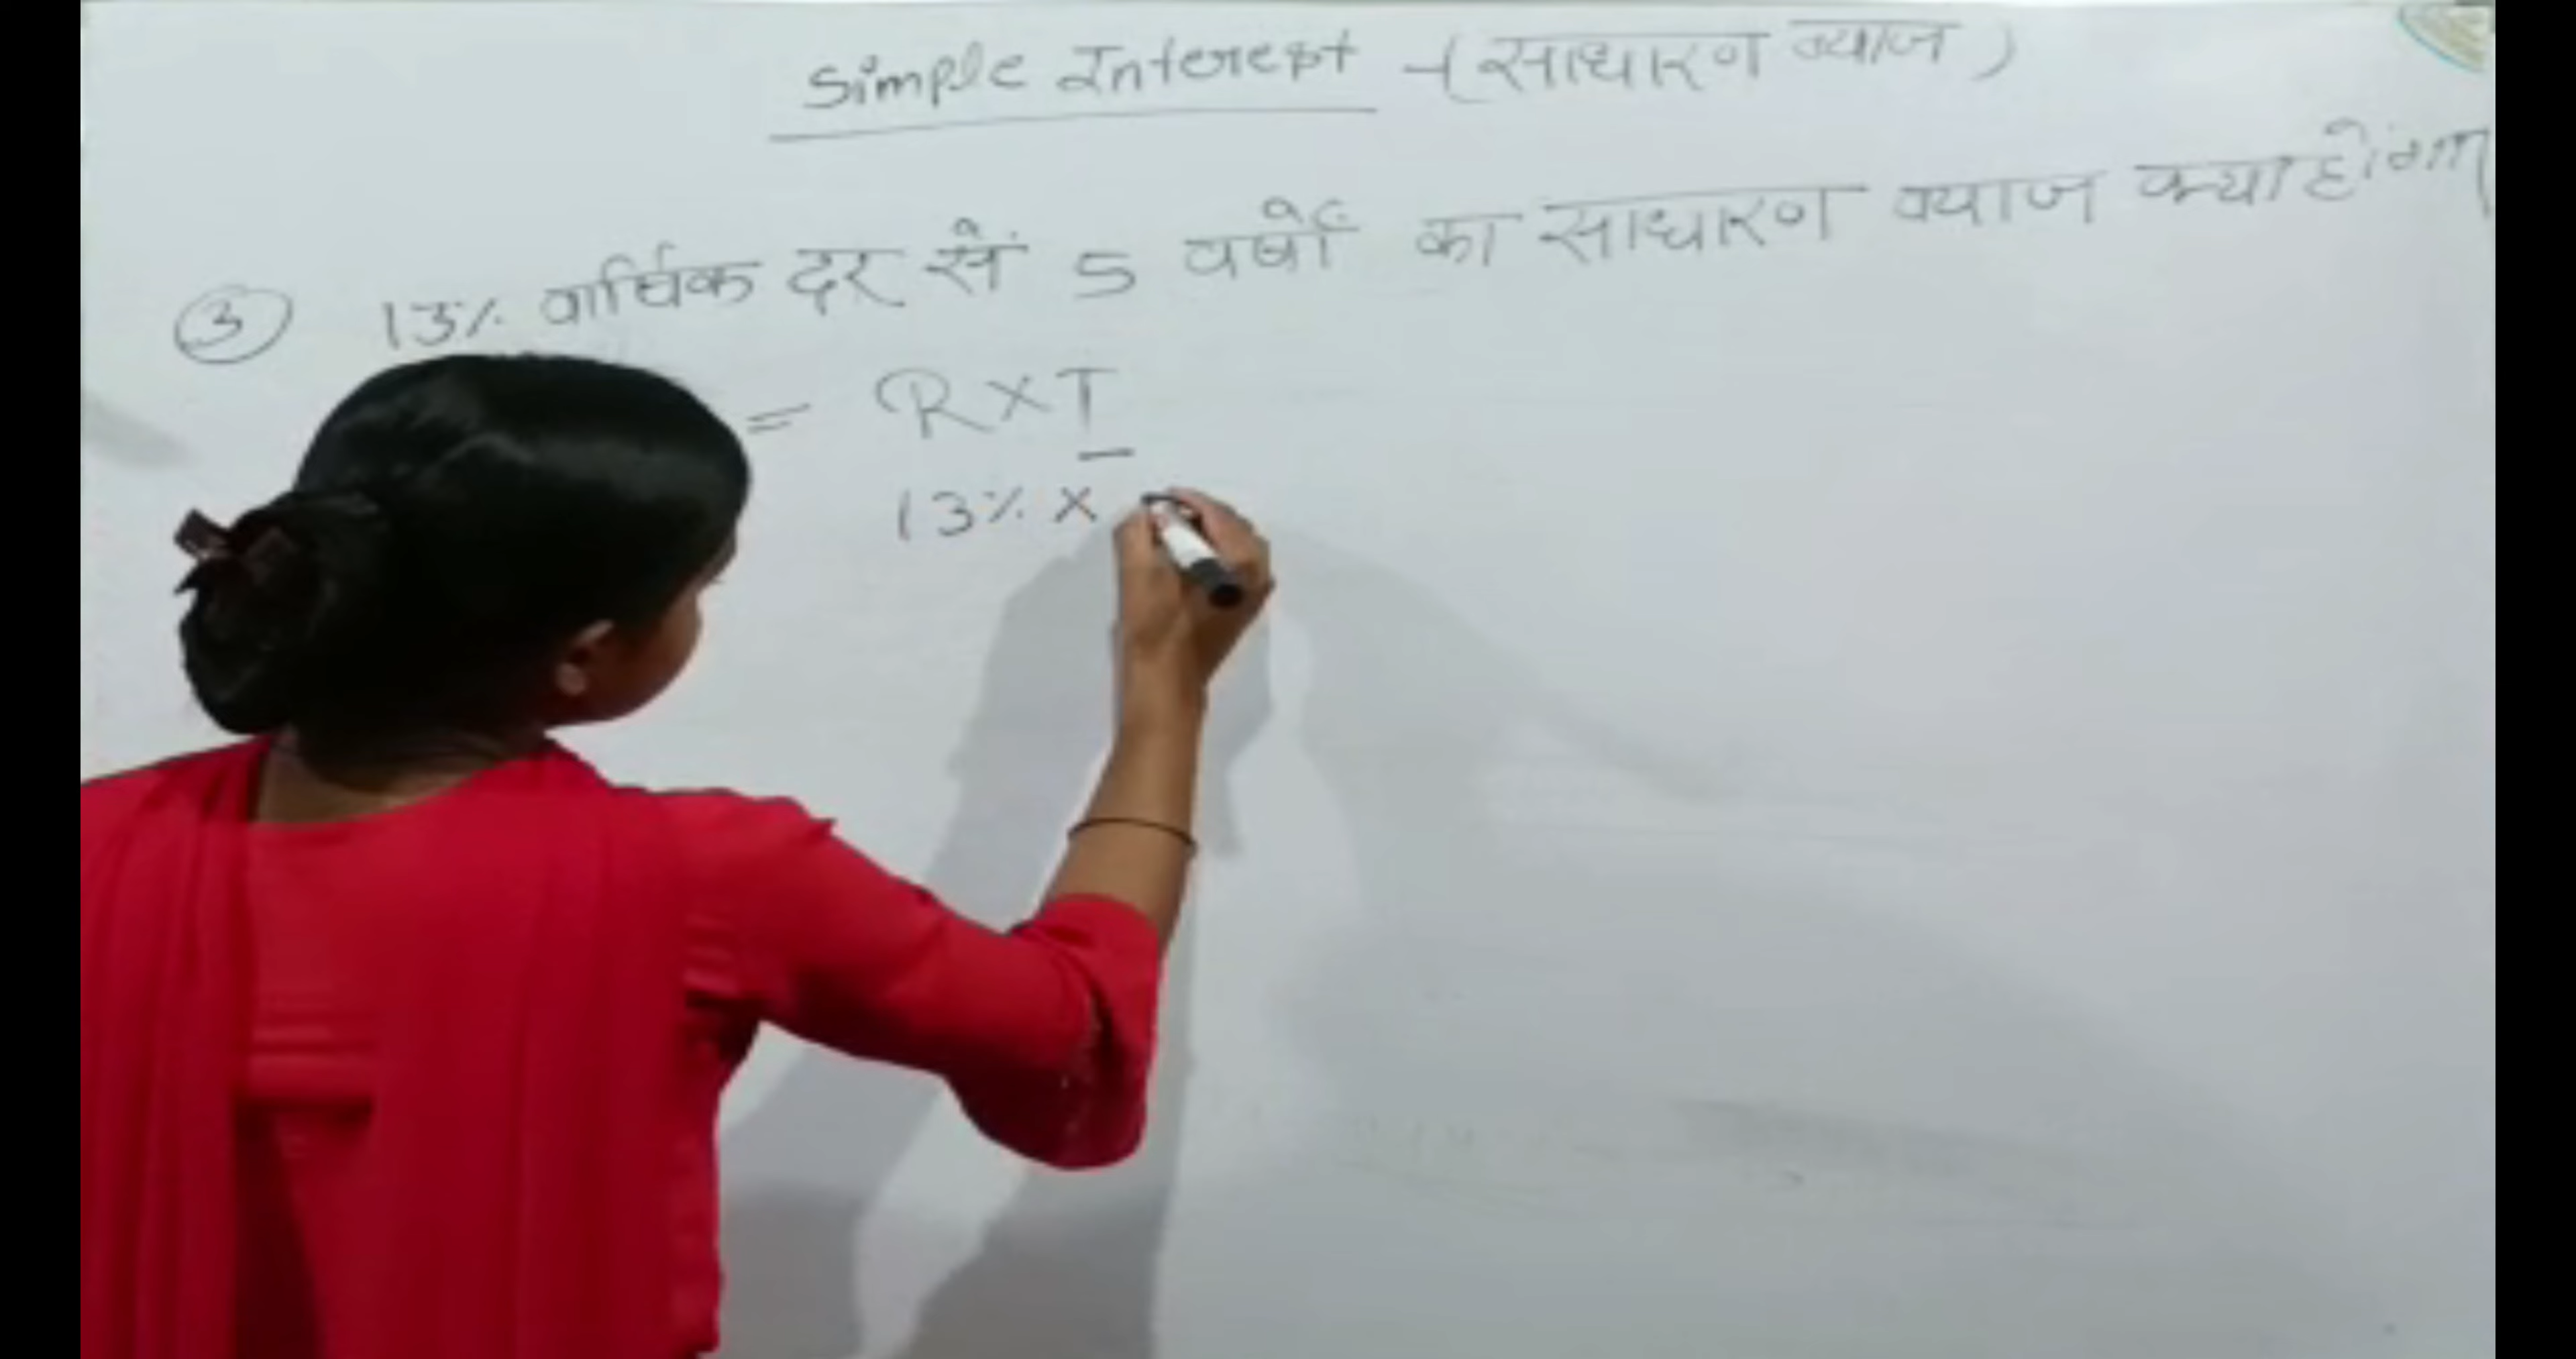 Simple Interest - (साधारण ब्याज)
③ 13% वार्षिक दर सें 5 वर्षों का साधारण ब्याज क्या होंगा
= R×T
13% ×